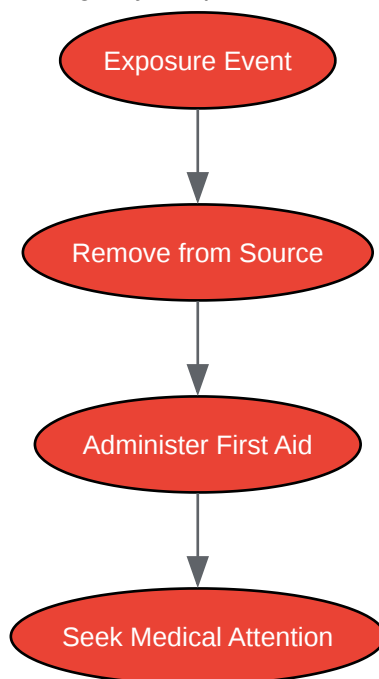 Exposure Event
Remove from Source
Administer First Aid
Seek Medical Attention